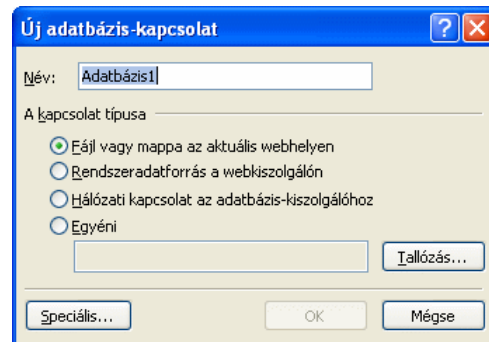 Új adatbázis-kapcsolat
Név: Adatbázis1
A kapcsolat típusa
Fájl vagy mappa az aktuális webhelyen
Rendszeradatforrás a webkiszolgálón
Hálózati kapcsolat az adatbázis-kiszolgálóhoz
Egyéni
Tallózás...
Speciális... OK Mégse